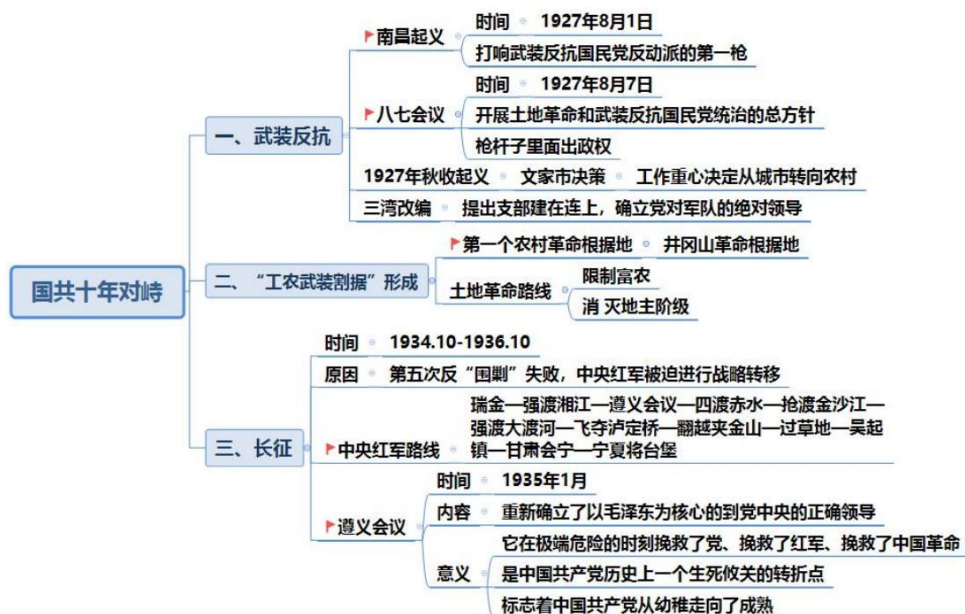 国共十年对峙
一、武装反抗
南昌起义
时间
1927年8月1日
打响武装反抗国民党反动派的第一枪
八七会议
时间
1927年8月7日
开展土地革命和武装反抗国民党统治的总方针
枪杆子里面出政权
1927年秋收起义
文家市决策
工作重心决定从城市转向农村
三湾改编
提出支部建在连上，确立党对军队的绝对领导
二、“工农武装割据”形成
第一个农村革命根据地
井冈山革命根据地
土地革命路线
限制富农
消 灭地主阶级
三、长征
时间
1934.10-1936.10
原因
第五次反“围剿”失败，中央红军被迫进行战略转移
中央红军路线
瑞金—强渡湘江—遵义会议—四渡赤水—抢渡金沙江—
强渡大渡河—飞夺泸定桥—翻越夹金山—过草地—吴起
镇—甘肃会宁—宁夏将台堡
遵义会议
时间
1935年1月
内容
重新确立了以毛泽东为核心的到党中央的正确领导
意义
它在极端危险的时刻挽救了党、挽救了红军、挽救了中国革命
是中国共产党历史上一个生死攸关的转折点
标志着中国共产党从幼稚走向了成熟